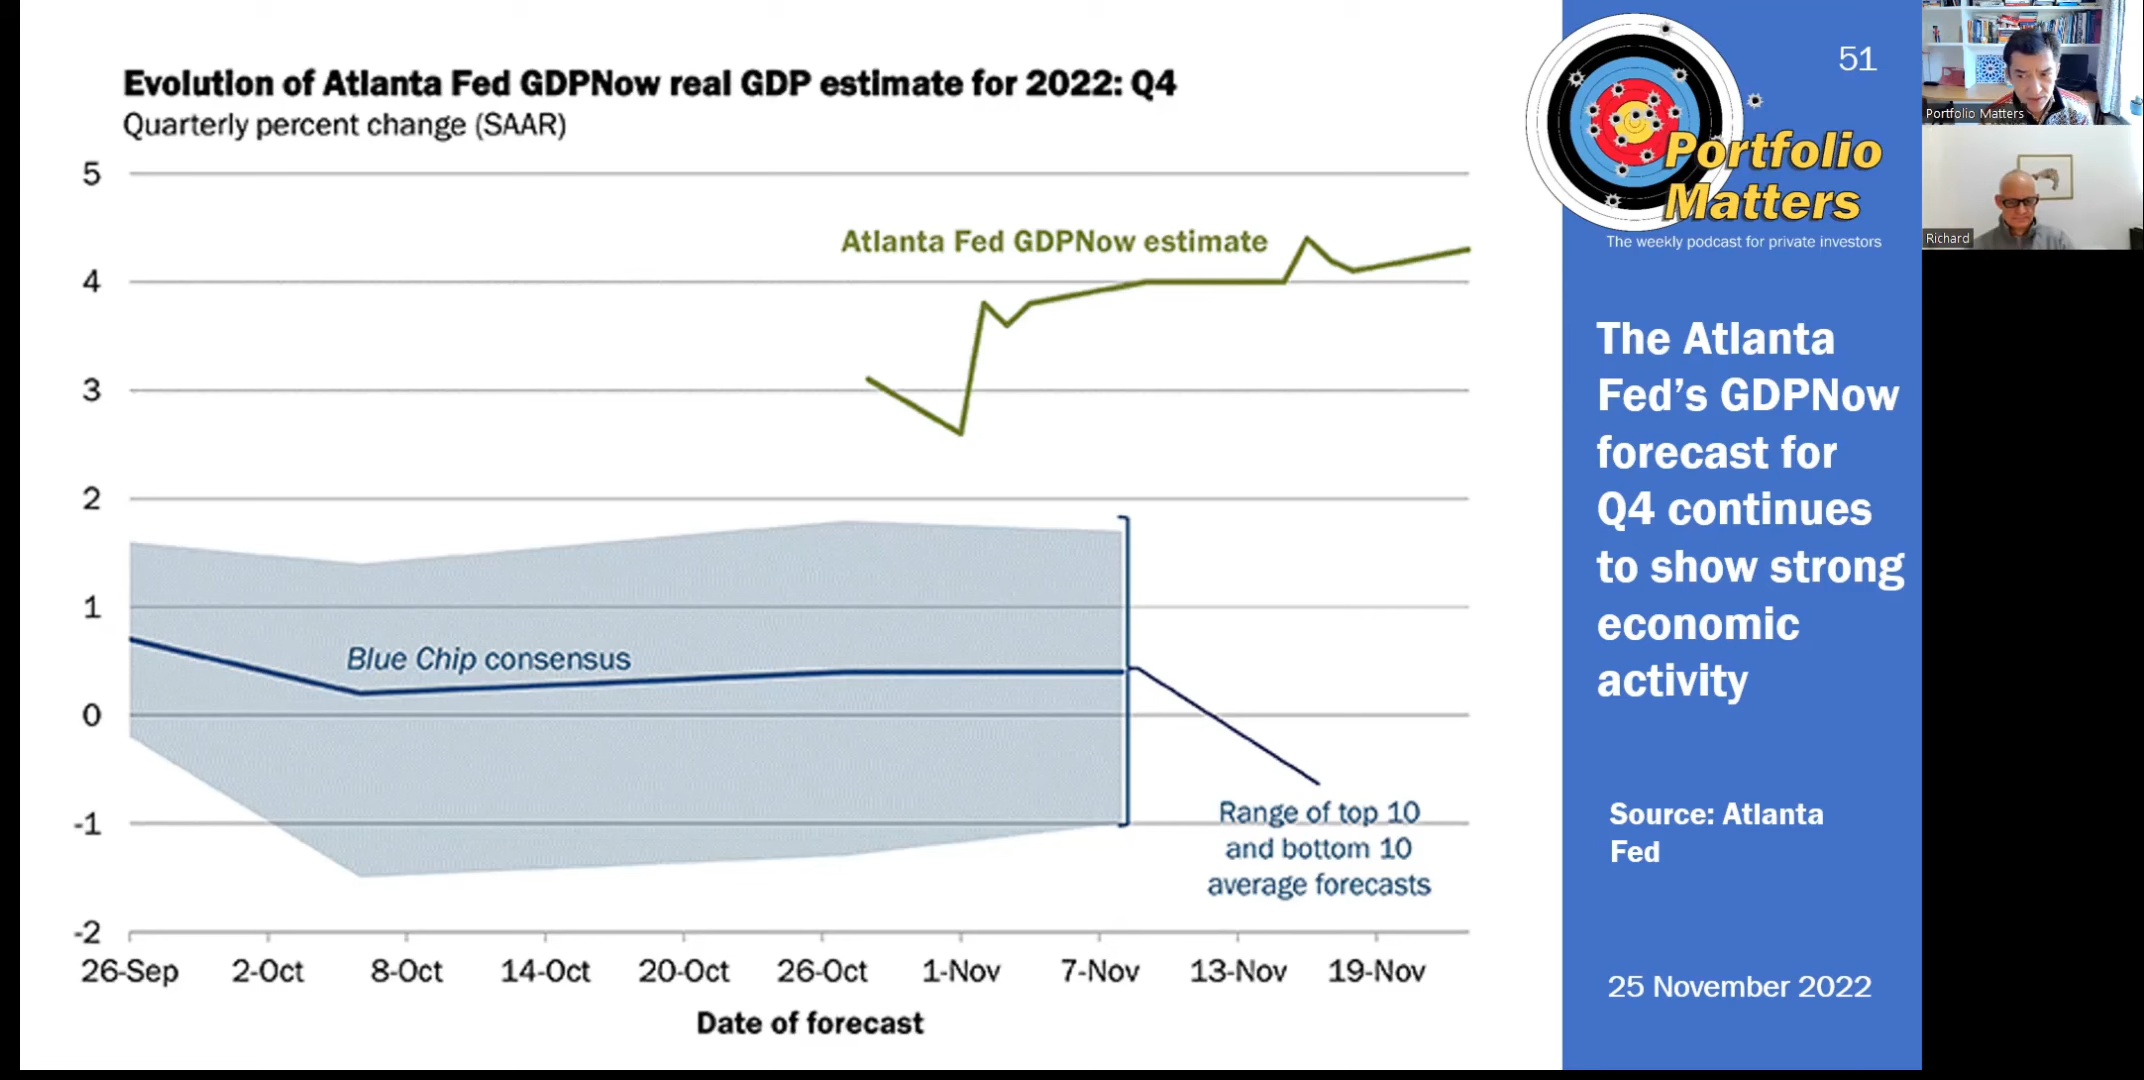 Evolution of Atlanta Fed GDPNow real GDP estimate for 2022: Q4
Quarterly percent change (SAAR)
5
4
3
2
1
0
-1
-2
Atlanta Fed GDPNow estimate
Blue Chip consensus
Range of top 10
and bottom 10
average forecasts
26-Sep 2-Oct 8-Oct 14-Oct 20-Oct 26-Oct 1-Nov 7-Nov 13-Nov 19-Nov
Date of forecast
51
Portfolio
Matters
The weekly podcast for private investors
The Atlanta
Fed’s GDPNow
forecast for
Q4 continues
to show strong
economic
activity
Source: Atlanta
Fed
25 November 2022
Portfolio Matters
Richard